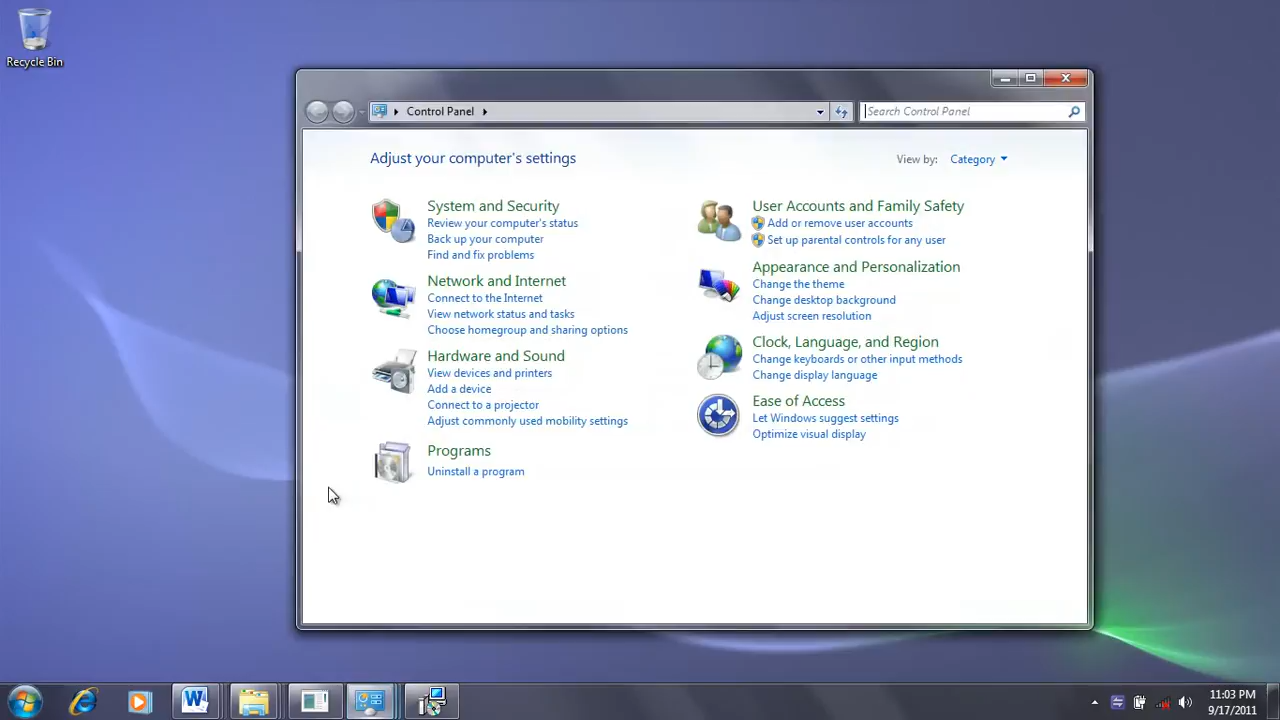 Recycle Bin
Control Panel
Search Control Panel
Adjust your computer's settings
View by: Category
System and Security
Review your computer's status
Back up your computer
Find and fix problems
Network and Internet
Connect to the Internet
View network status and tasks
Choose homegroup and sharing options
Hardware and Sound
View devices and printers
Add a device
Connect to a projector
Adjust commonly used mobility settings
Programs
Uninstall a program
User Accounts and Family Safety
Add or remove user accounts
Set up parental controls for any user
Appearance and Personalization
Change the theme
Change desktop background
Adjust screen resolution
Clock, Language, and Region
Change keyboards or other input methods
Change display language
Ease of Access
Let Windows suggest settings
Optimize visual display
11:03 PM
9/17/2011